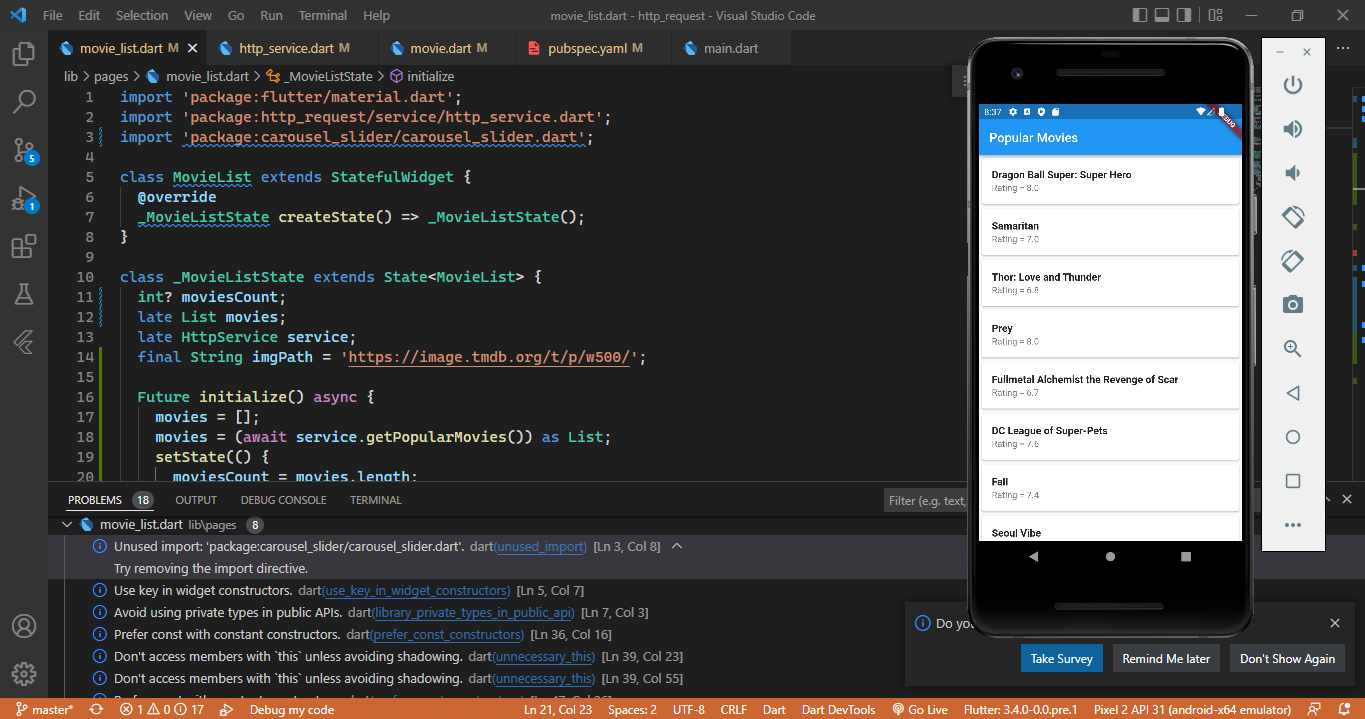 File Edit Selection View Go Run Terminal Help
movie_list.dart - http_request - Visual Studio Code
movie_list.dart M
http_service.dart M
movie.dart M
pubspec.yaml M
main.dart
lib > pages > movie_list.dart > _MovieListState > initialize
1 import 'package:flutter/material.dart';
2 import 'package:http_request/service/http_service.dart';
3 import 'package:carousel_slider/carousel_slider.dart';
4
5 class MovieList extends StatefulWidget {
6 @override
7 _MovieListState createState() => _MovieListState();
8 }
9
10 class _MovieListState extends State<MovieList> {
11 int? moviesCount;
12 late List movies;
13 late HttpService service;
14 final String imgPath = 'https://image.tmdb.org/t/p/w500/';
15
16 Future initialize() async {
17 movies = [];
18 movies = (await service.getPopularMovies()) as List;
19 setState(() {
20 moviesCount = movies.length;
5
1
PROBLEMS 18 OUTPUT DEBUG CONSOLE TERMINAL
Filter (e.g. text,
movie_list.dart lib\pages 8
Unused import: 'package:carousel_slider/carousel_slider.dart'. dart(unused_import) [Ln 3, Col 8]
Try removing the import directive.
Use key in widget constructors. dart(use_key_in_widget_constructors) [Ln 5, Col 7]
Avoid using private types in public APIs. dart(library_private_types_in_public_api) [Ln 7, Col 3]
Prefer const with constant constructors. dart(prefer_const_constructors) [Ln 36, Col 16]
Don't access members with `this` unless avoiding shadowing. dart(unnecessary_this) [Ln 39, Col 23]
Don't access members with `this` unless avoiding shadowing. dart(unnecessary_this) [Ln 39, Col 55]
8:37
Popular Movies
Dragon Ball Super: Super Hero
Rating = 8.0
Samaritan
Rating = 7.0
Thor: Love and Thunder
Rating = 6.8
Prey
Rating = 8.0
Fullmetal Alchemist the Revenge of Scar
Rating = 6.7
DC League of Super-Pets
Rating = 7.6
Fall
Rating = 7.4
Seoul Vibe
Do you
Take Survey
Remind Me later
Don't Show Again
master* 1 0 17 Debug my code
Ln 21, Col 23 Spaces: 2 UTF-8 CRLF Dart Dart DevTools Go Live Flutter: 3.4.0-0.0.pre.1 Pixel 2 API 31 (android-x64 emulator)